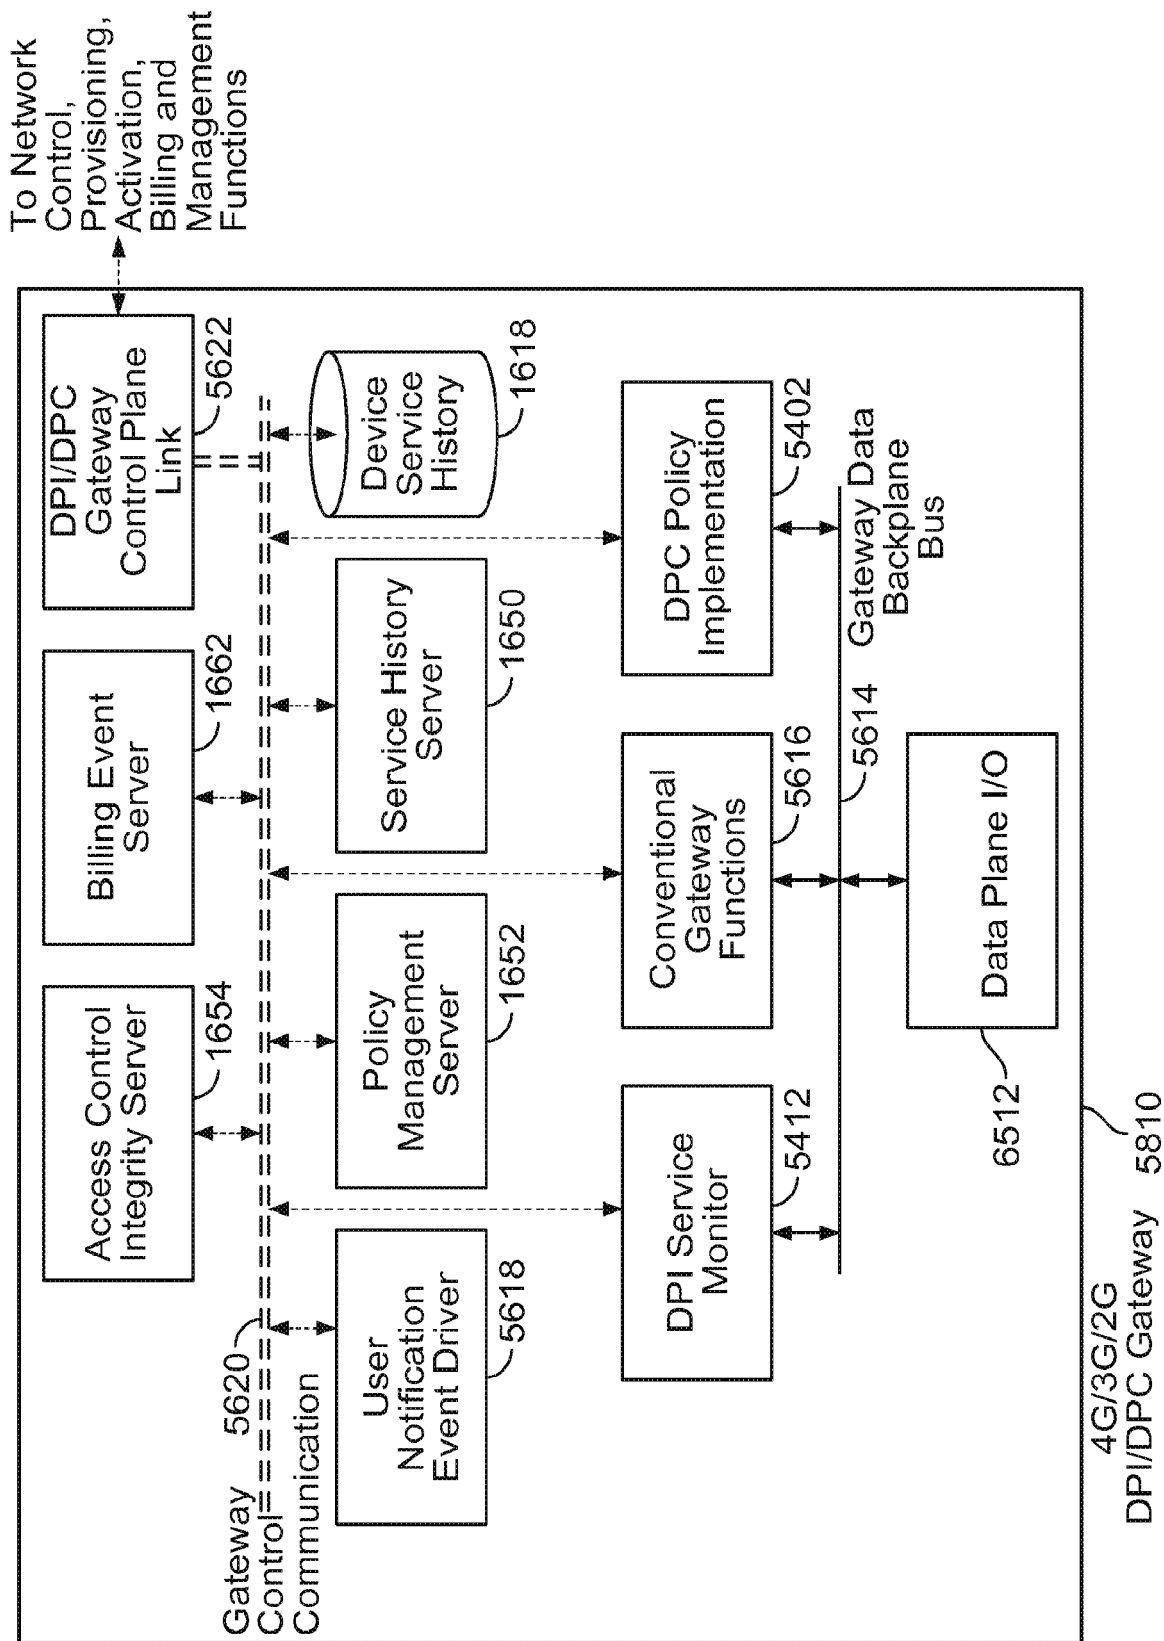 To Network
Control,
Provisioning,
Activation,
Billing and
Management
Functions
Access Control
Integrity Server
1654
Billing Event
Server
1662
DPI/DPC
Gateway
Control Plane
Link
5622
Gateway 5620
Control
Communication
User
Notification
Event Driver
5618
Policy
Management
Server
1652
Service History
Server
1650
Device
Service
History
1618
DPI Service
Monitor
5412
Conventional
Gateway
Functions
5616
DPC Policy
Implementation
5402
5614
Gateway Data
Backplane
Bus
Data Plane I/O
6512
4G/3G/2G
DPI/DPC Gateway 5810